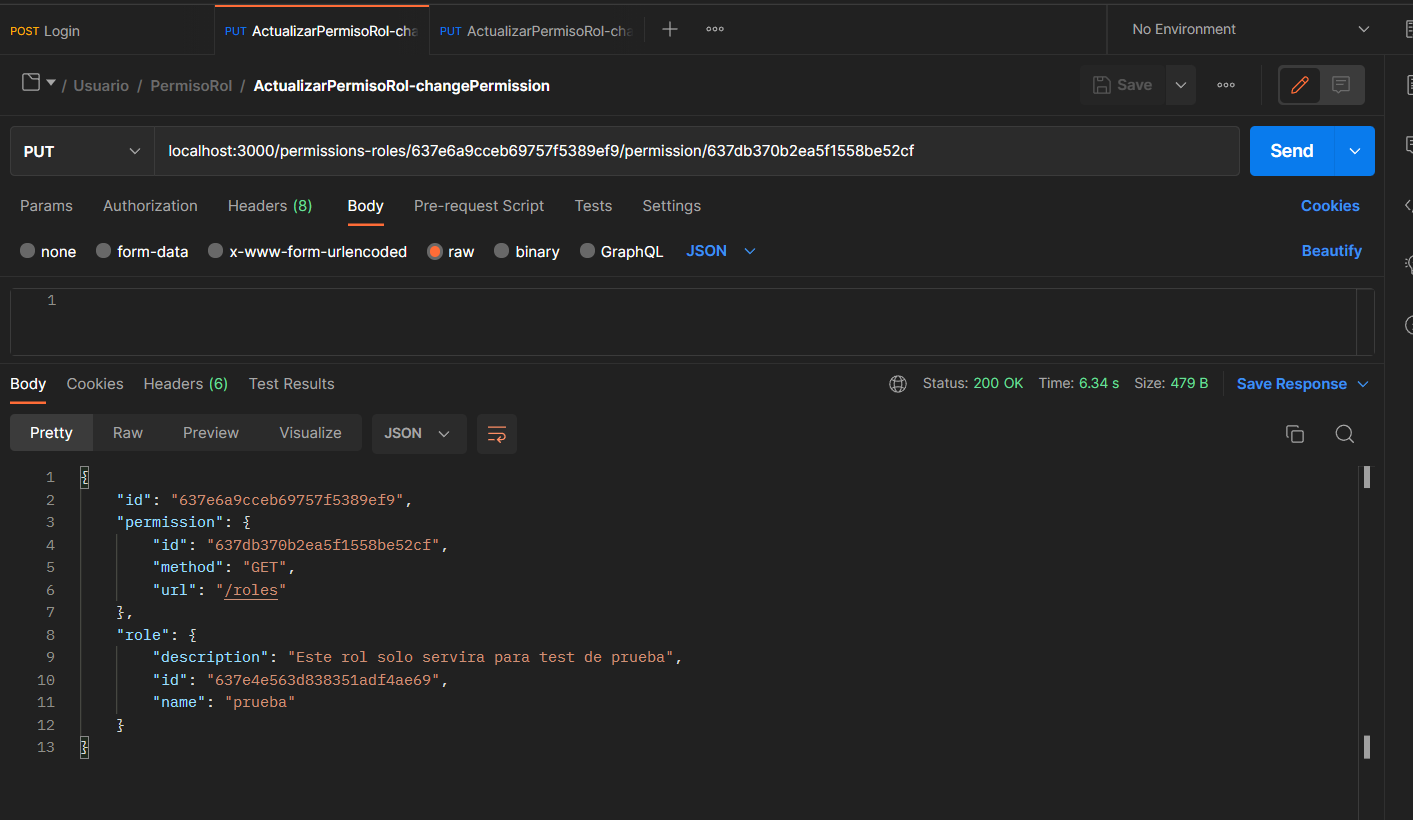 POST Login
PUT ActualizarPermisoRol-cha
PUT ActualizarPermisoRol-cha
No Environment
/ Usuario / PermisoRol / ActualizarPermisoRol-changePermission
Save
PUT
localhost:3000/permissions-roles/637e6a9cceb69757f5389ef9/permission/637db370b2ea5f1558be52cf
Send
Params Authorization Headers (8) Body Pre-request Script Tests Settings
Cookies
none form-data x-www-form-urlencoded raw binary GraphQL JSON
Beautify
1
Body Cookies Headers (6) Test Results
Status: 200 OK Time: 6.34 s Size: 479 B Save Response
Pretty Raw Preview Visualize JSON
1 {
2 "id": "637e6a9cceb69757f5389ef9",
3 "permission": {
4 "id": "637db370b2ea5f1558be52cf",
5 "method": "GET",
6 "url": "/roles"
7 },
8 "role": {
9 "description": "Este rol solo servira para test de prueba",
10 "id": "637e4e563d838351adf4ae69",
11 "name": "prueba"
12 }
13 }